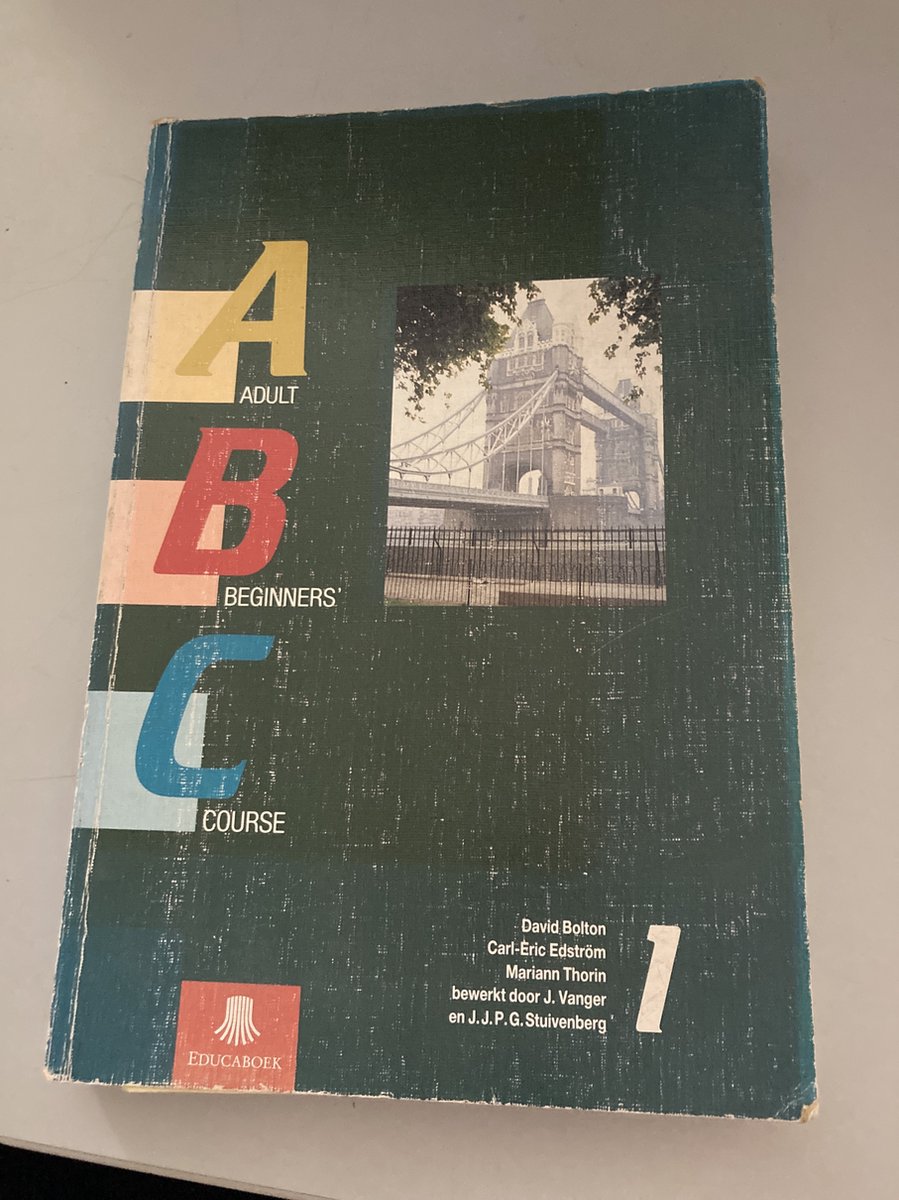 A
ADULT
B
BEGINNERS'
C
COURSE
David Bolton
Carl-Eric Edström
Mariann Thorin
bewerkt door J. Vanger
en J.J.P.G. Stuivenberg
1
EDUCABOEK